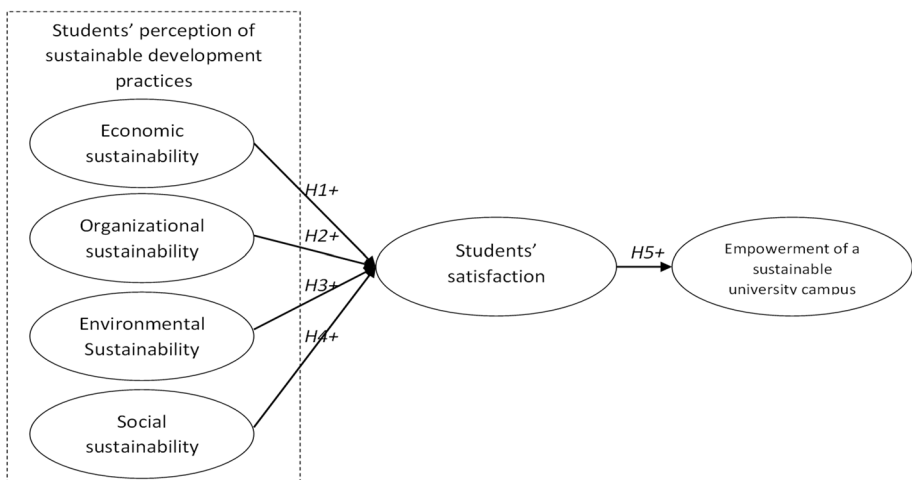 Students’ perception of
sustainable development
practices
Economic
sustainability
Organizational
sustainability
Environmental
Sustainability
Social
sustainability
H1+
H2+
H3+
H4+
Students’
satisfaction
H5+
Empowerment of a
sustainable
university campus